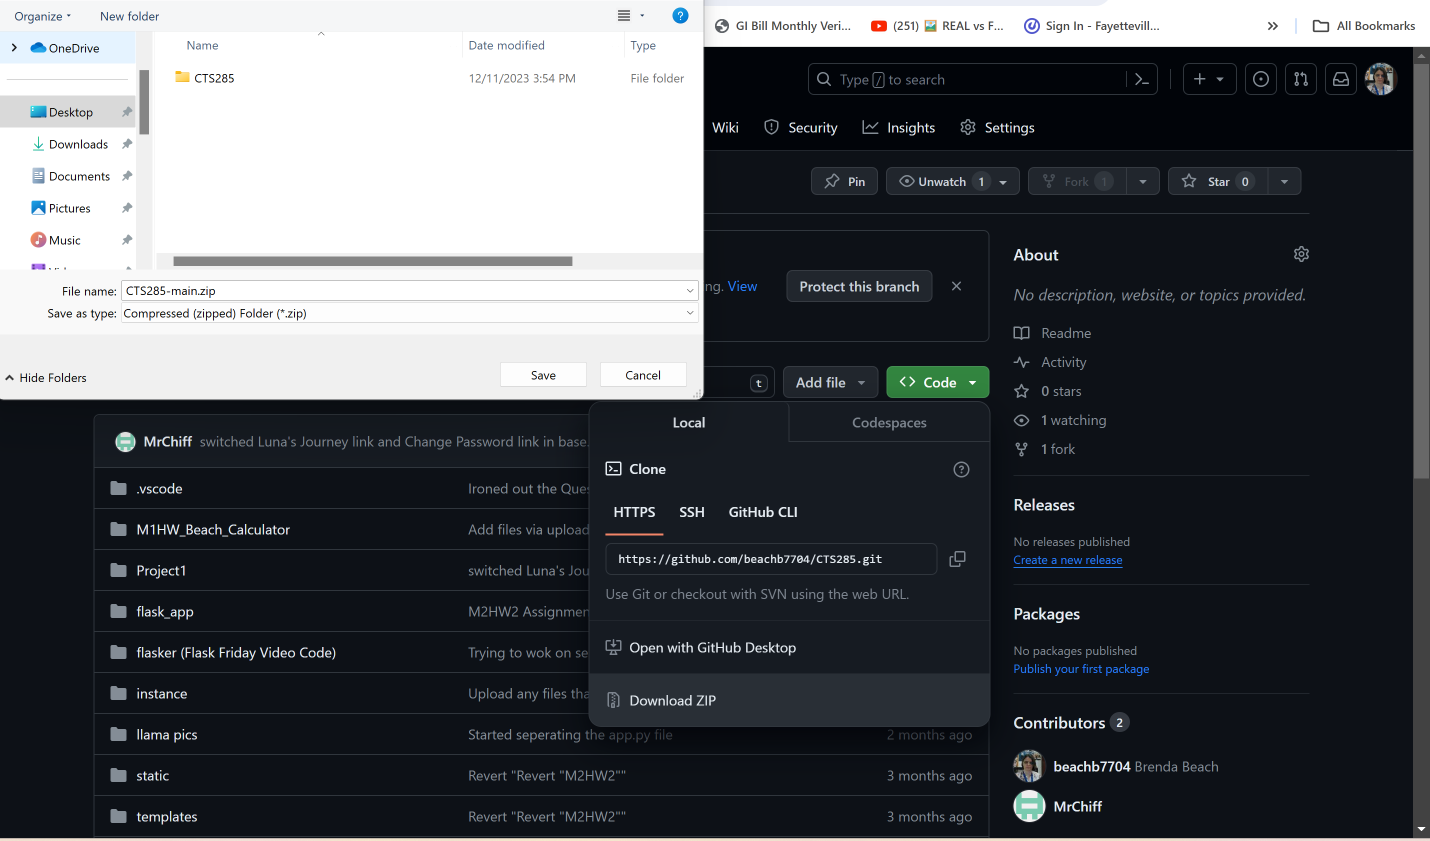 Organize
New folder
?
GI Bill Monthly Veri...
(251) REAL vs F...
Sign In - Fayettevill...
»
All Bookmarks
OneDrive
Name
Date modified
Type
CTS285
12/11/2023 3:54 PM
File folder
Desktop
Downloads
Documents
Pictures
Music
File name: CTS285-main.zip
Save as type: Compressed (zipped) Folder (*.zip)
Hide Folders
Save
Cancel
Type / to search
Wiki
Security
Insights
Settings
Pin
Unwatch 1
Fork 1
Star 0
ng. View
Protect this branch
t
Add file
<> Code
About
No description, website, or topics provided.
Readme
Activity
0 stars
1 watching
1 fork
Releases
No releases published
Create a new release
Packages
No packages published
Publish your first package
Contributors 2
beachb7704 Brenda Beach
MrChiff
Local
Codespaces
Clone
HTTPS
SSH
GitHub CLI
https://github.com/beachb7704/CTS285.git
Use Git or checkout with SVN using the web URL.
Open with GitHub Desktop
Download ZIP
MrChiff switched Luna's Journey link and Change Password link in base.
.vscode
Ironed out the Ques
M1HW_Beach_Calculator
Add files via upload
Project1
switched Luna's Jou
flask_app
M2HW2 Assignmen
flasker (Flask Friday Video Code)
Trying to wok on se
instance
Upload any files tha
llama pics
Started seperating the app.py file
2 months ago
static
Revert "Revert "M2HW2""
3 months ago
templates
Revert "Revert "M2HW2""
3 months ago